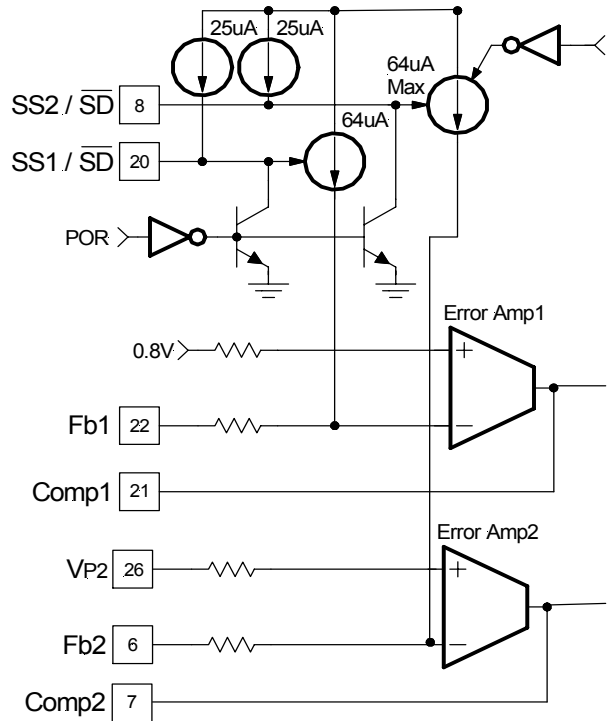 25uA 25uA
64uA
Max
SS2 / SD 8
64uA
SS1 / SD 20
POR
Error Amp1
0.8V
+
Fb1 22
−
Comp1 21
Error Amp2
VP2 26
+
Fb2 6
−
Comp2 7